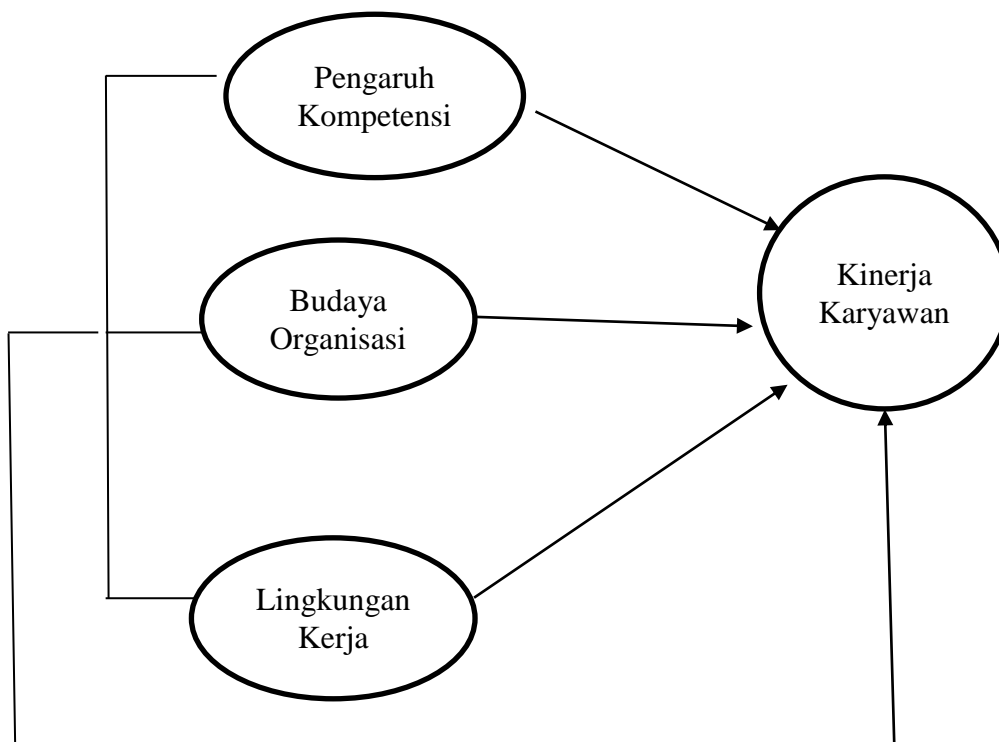 Pengaruh
Kompetensi
Budaya
Organisasi
Lingkungan
Kerja
Kinerja
Karyawan